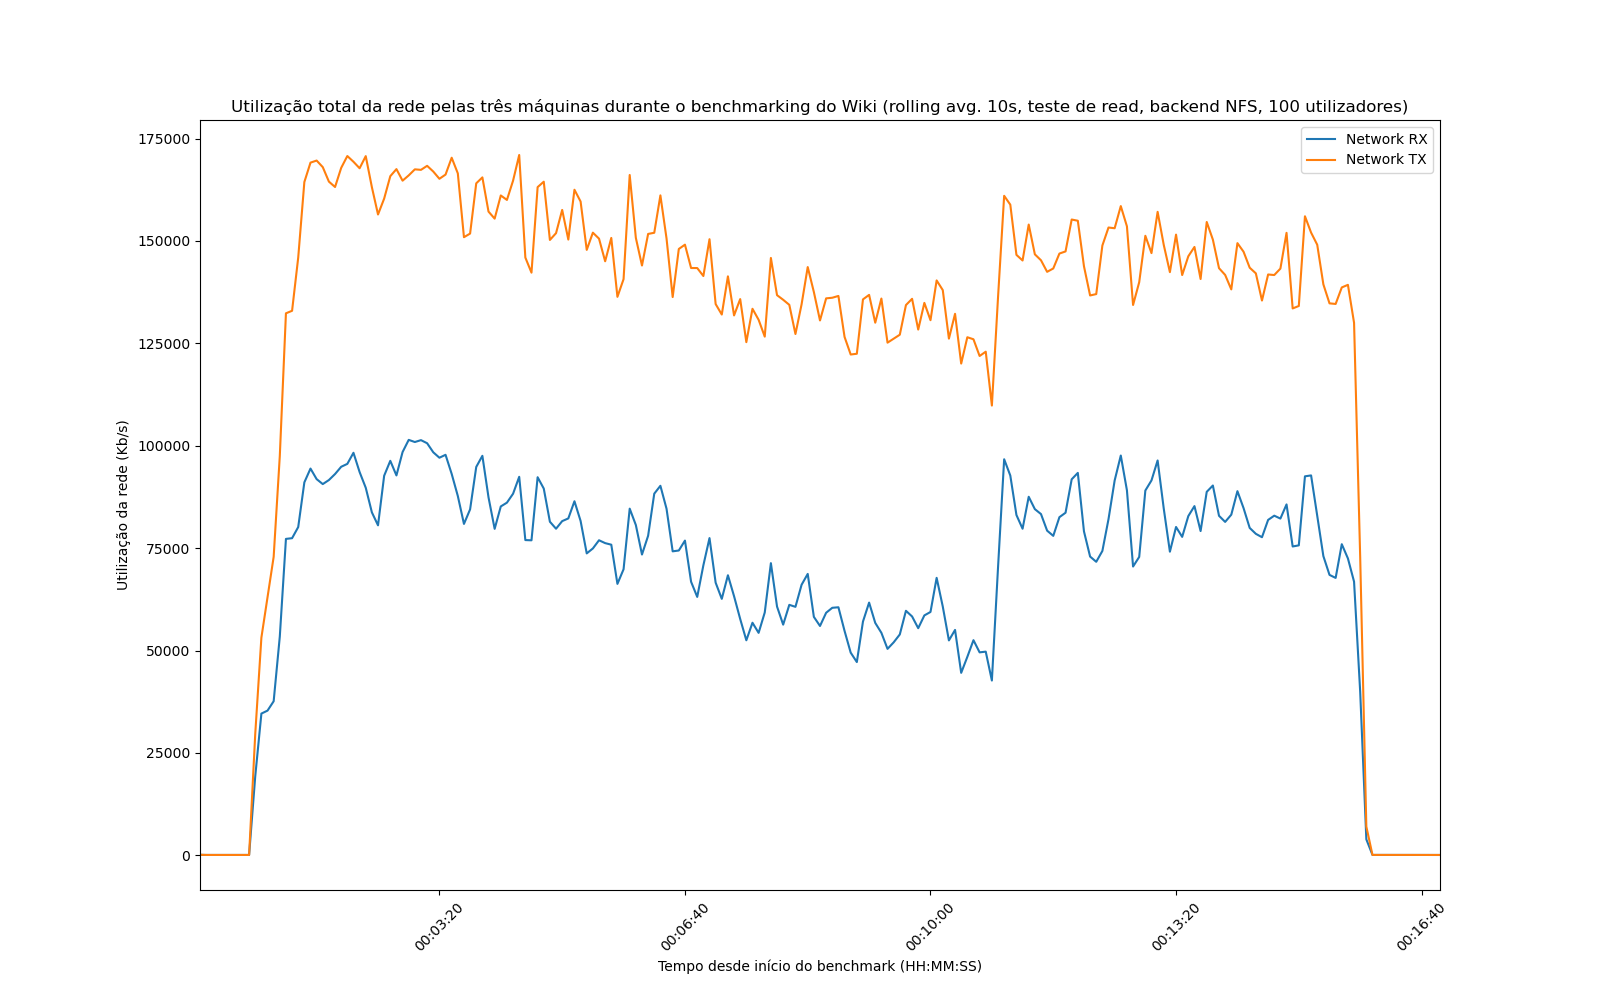 Utilização total da rede pelas três máquinas durante o benchmarking do Wiki (rolling avg. 10s, teste de read, backend NFS, 100 utilizadores)
Network RX
Network TX
175000
150000
125000
100000
75000
50000
25000
0
Utilização da rede (Kb/s)
00:03:20
00:06:40
00:10:00
00:13:20
00:16:40
Tempo desde início do benchmark (HH:MM:SS)